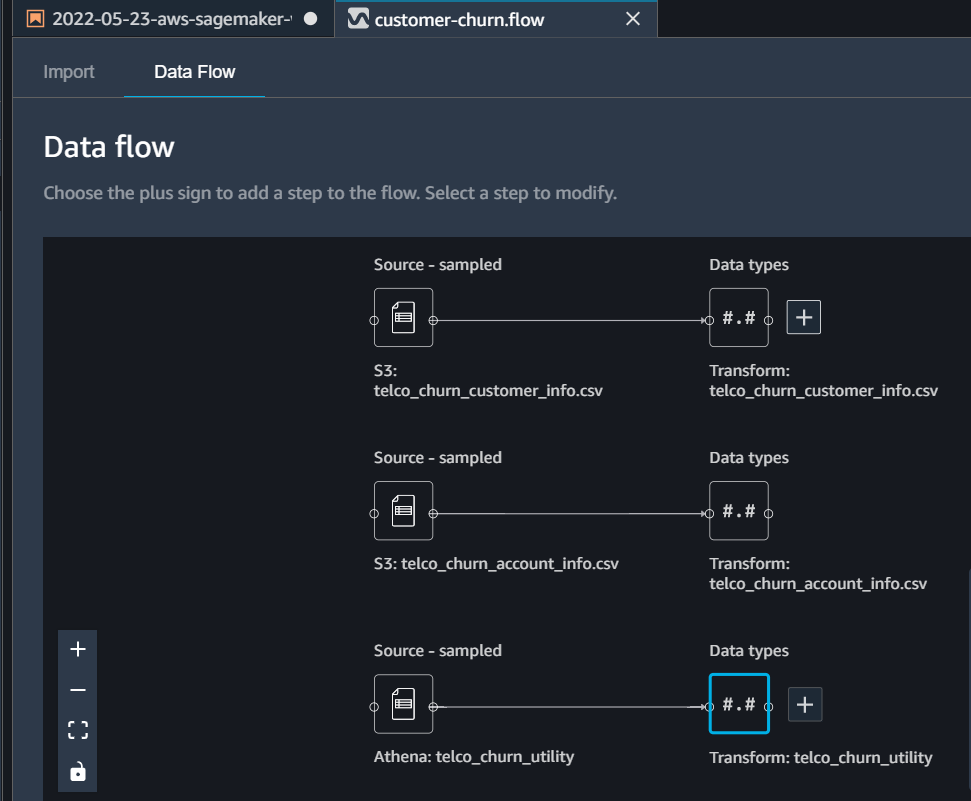 2022-05-23-aws-sagemaker-
customer-churn.flow
Import
Data Flow
Data flow
Choose the plus sign to add a step to the flow. Select a step to modify.
Source - sampled
Data types
#.#
S3:
telco_churn_customer_info.csv
Transform:
telco_churn_customer_info.csv
Source - sampled
Data types
#.#
S3: telco_churn_account_info.csv
Transform:
telco_churn_account_info.csv
Source - sampled
Data types
#.#
Athena: telco_churn_utility
Transform: telco_churn_utility